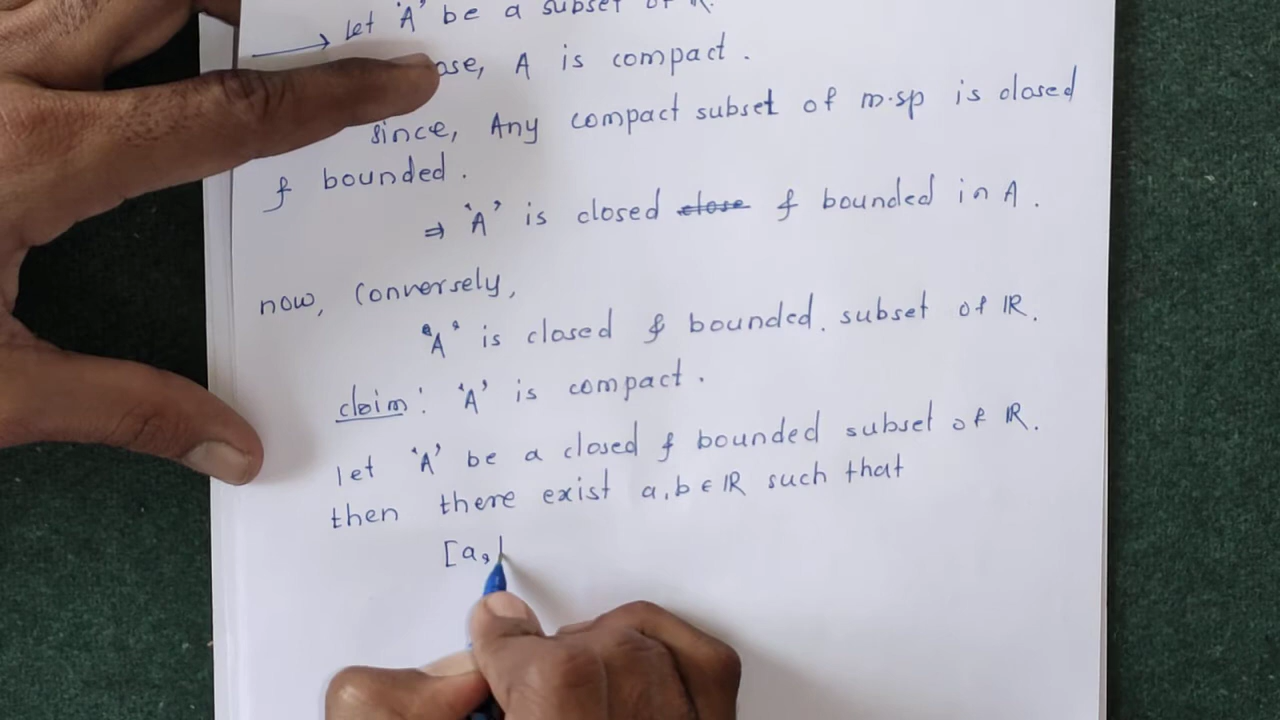 let 'A' be a subset of R.
A is compact.
since, Any compact subset of m.sp is closed
& bounded.
⇒ 'A' is closed close & bounded in A.
now, Conversely,
'A' is closed & bounded. subset of ℝ.
claim: 'A' is compact.
let 'A' be a closed & bounded subset of ℝ.
then there exist a,b ∈ ℝ such that
[a,